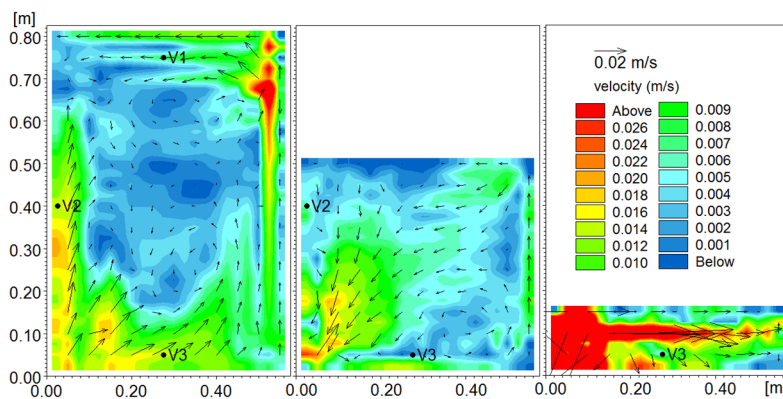 [m]
0.80
0.70
0.60
0.50
0.40
0.30
0.20
0.10
0.00
V1
V2
V3
0.00 0.20 0.40
V2
V3
0.00 0.20 0.40
0.02 m/s
velocity (m/s)
Above 0.009
0.026 0.008
0.024 0.007
0.022 0.006
0.020 0.005
0.018 0.004
0.016 0.003
0.014 0.002
0.012 0.001
0.010 Below
V3
0.00 0.20 0.40 [m]